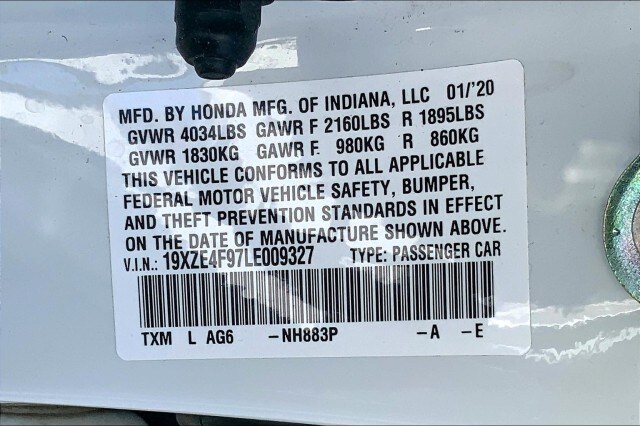 MFD. BY HONDA MFG. OF INDIANA, LLC 01/'20
GVWR 4034LBS GAWR F 2160LBS R 1895LBS
GVWR 1830KG GAWR F 980KG R 860KG
THIS VEHICLE CONFORMS TO ALL APPLICABLE
FEDERAL MOTOR VEHICLE SAFETY, BUMPER,
AND THEFT PREVENTION STANDARDS IN EFFECT
ON THE DATE OF MANUFACTURE SHOWN ABOVE.
V.I.N.: 19XZE4F97LE009327 TYPE: PASSENGER CAR
TXM L AG6 -NH883P -A -E